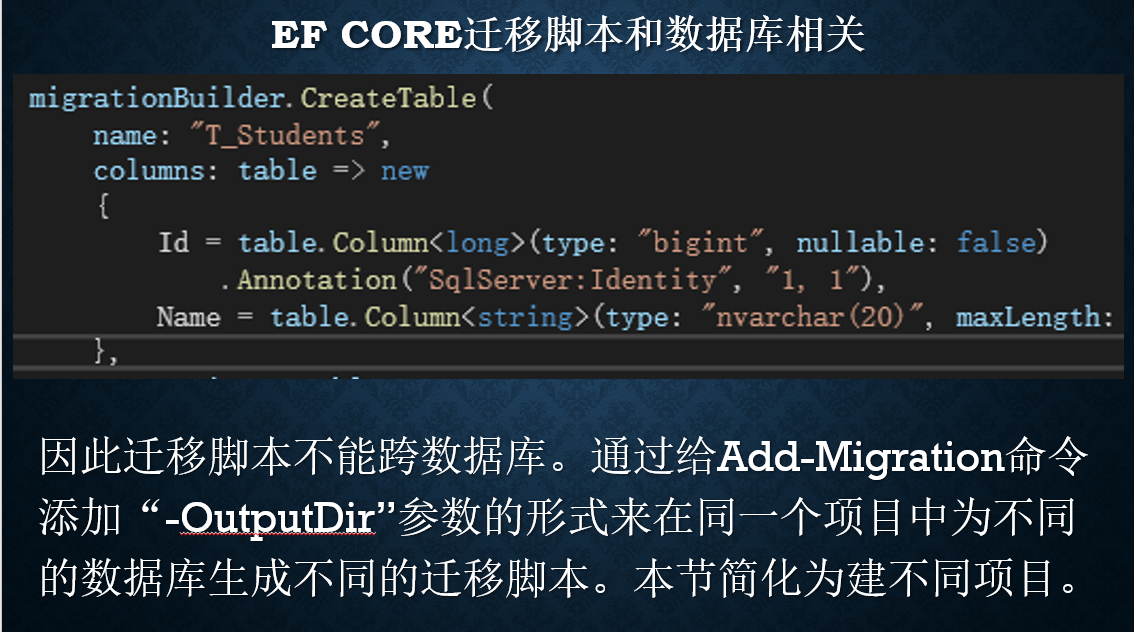 EF CORE迁移脚本和数据库相关
migrationBuilder.CreateTable(
name: "T_Students",
columns: table => new
{
Id = table.Column<long>(type: "bigint", nullable: false)
.Annotation("SqlServer:Identity", "1, 1"),
Name = table.Column<string>(type: "nvarchar(20)", maxLength:
},
因此迁移脚本不能跨数据库。通过给Add-Migration命令
添加“-OutputDir”参数的形式来在同一个项目中为不同
的数据库生成不同的迁移脚本。本节简化为建不同项目。